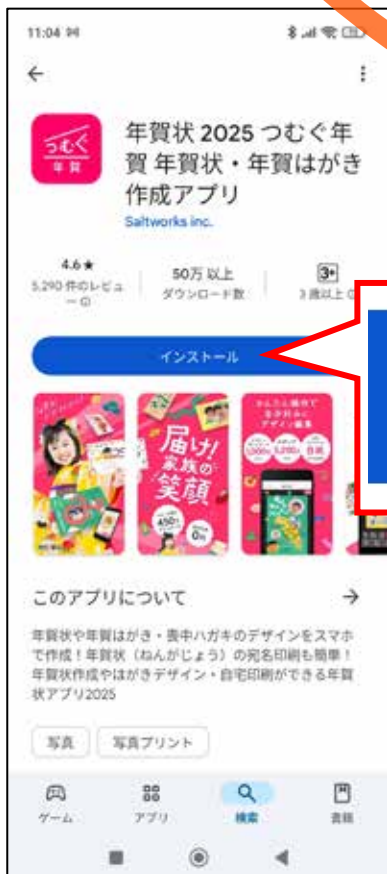 11:04
つむぐ
年賀
年賀状 2025 つむぐ年
賀 年賀状・年賀はがき
作成アプリ
Saltworks inc.
4.6★
5,290 件のレビュ
ー
50万 以上
ダウンロード数
3+
3 歳以上
インストール
届け!
家族の
笑顔
このアプリについて
年賀状や年賀はがき・喪中ハガキのデザインをスマホ
で作成!年賀状(ねんがじょう)の宛名印刷も簡単!
年賀状作成やはがきデザイン・自宅印刷ができる年賀
状アプリ2025
写真
写真プリント
ゲーム
アプリ
検索
書籍